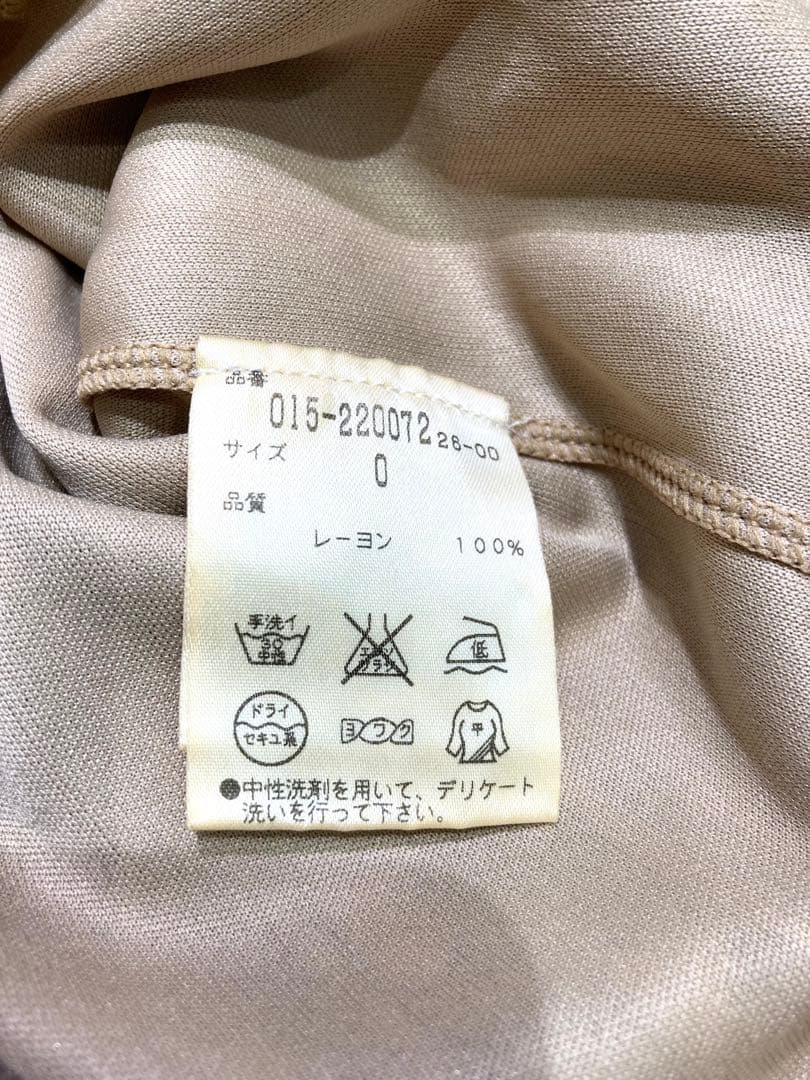 品番
015-220072 26-00
サイズ 0
品質
レーヨン 100%
手洗イ
30
中性
エンソ
サラシ
低
ドライ
セキユ系
ヨワク
平
●中性洗剤を用いて、デリケート
洗いを行って下さい。